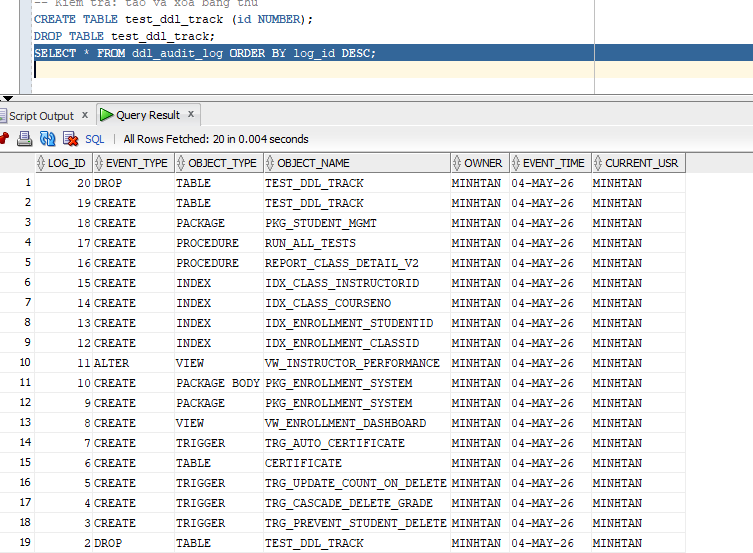 -- Kiểm tra: tạo và xóa bảng thử
CREATE TABLE test_ddl_track (id NUMBER);
DROP TABLE test_ddl_track;
SELECT * FROM ddl_audit_log ORDER BY log_id DESC;
Script Output x Query Result x
SQL | All Rows Fetched: 20 in 0.004 seconds
LOG_ID EVENT_TYPE OBJECT_TYPE OBJECT_NAME OWNER EVENT_TIME CURRENT_USR
1 20 DROP TABLE TEST_DDL_TRACK MINHTAN 04-MAY-26 MINHTAN
2 19 CREATE TABLE TEST_DDL_TRACK MINHTAN 04-MAY-26 MINHTAN
3 18 CREATE PACKAGE PKG_STUDENT_MGMT MINHTAN 04-MAY-26 MINHTAN
4 17 CREATE PROCEDURE RUN_ALL_TESTS MINHTAN 04-MAY-26 MINHTAN
5 16 CREATE PROCEDURE REPORT_CLASS_DETAIL_V2 MINHTAN 04-MAY-26 MINHTAN
6 15 CREATE INDEX IDX_CLASS_INSTRUCTORID MINHTAN 04-MAY-26 MINHTAN
7 14 CREATE INDEX IDX_CLASS_COURSENO MINHTAN 04-MAY-26 MINHTAN
8 13 CREATE INDEX IDX_ENROLLMENT_STUDENTID MINHTAN 04-MAY-26 MINHTAN
9 12 CREATE INDEX IDX_ENROLLMENT_CLASSID MINHTAN 04-MAY-26 MINHTAN
10 11 ALTER VIEW VW_INSTRUCTOR_PERFORMANCE MINHTAN 04-MAY-26 MINHTAN
11 10 CREATE PACKAGE BODY PKG_ENROLLMENT_SYSTEM MINHTAN 04-MAY-26 MINHTAN
12 9 CREATE PACKAGE PKG_ENROLLMENT_SYSTEM MINHTAN 04-MAY-26 MINHTAN
13 8 CREATE VIEW VW_ENROLLMENT_DASHBOARD MINHTAN 04-MAY-26 MINHTAN
14 7 CREATE TRIGGER TRG_AUTO_CERTIFICATE MINHTAN 04-MAY-26 MINHTAN
15 6 CREATE TABLE CERTIFICATE MINHTAN 04-MAY-26 MINHTAN
16 5 CREATE TRIGGER TRG_UPDATE_COUNT_ON_DELETE MINHTAN 04-MAY-26 MINHTAN
17 4 CREATE TRIGGER TRG_CASCADE_DELETE_GRADE MINHTAN 04-MAY-26 MINHTAN
18 3 CREATE TRIGGER TRG_PREVENT_STUDENT_DELETE MINHTAN 04-MAY-26 MINHTAN
19 2 DROP TABLE TEST_DDL_TRACK MINHTAN 04-MAY-26 MINHTAN